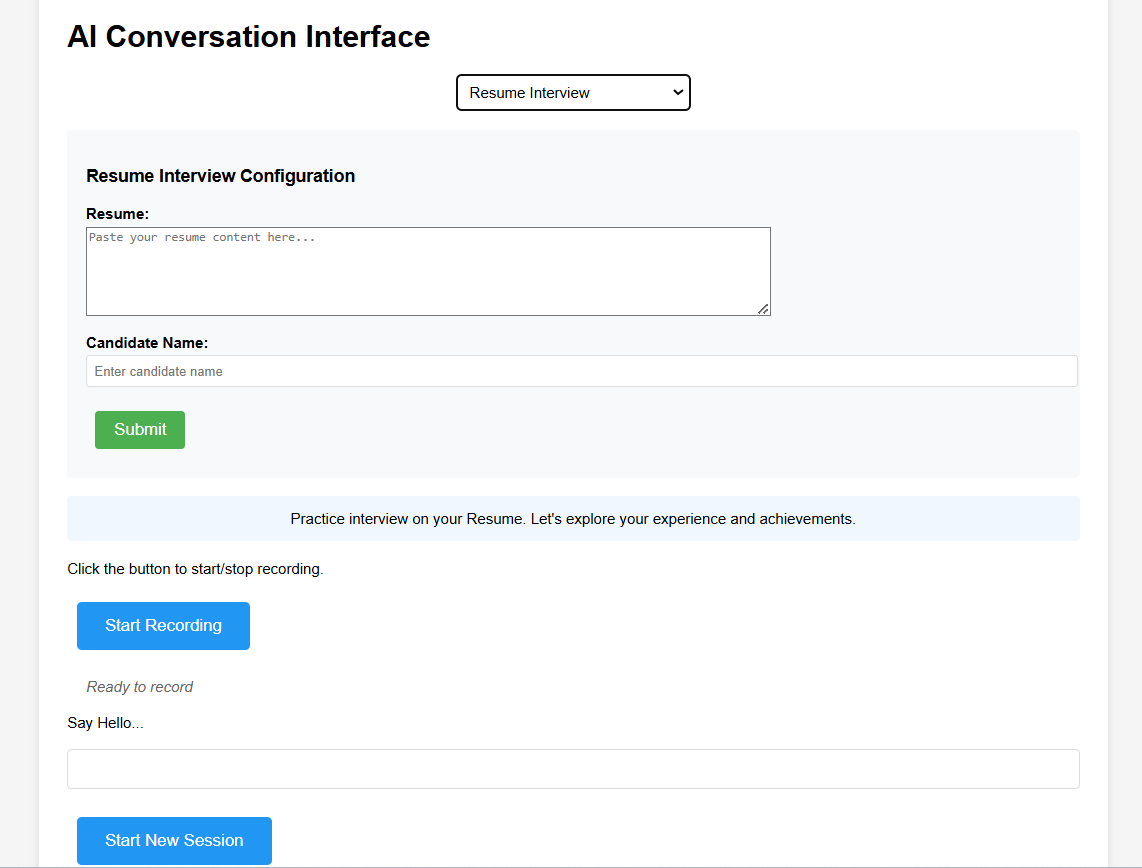 AI Conversation Interface
Resume Interview
Resume Interview Configuration
Resume:
Paste your resume content here...
Candidate Name:
Enter candidate name
Submit
Practice interview on your Resume. Let's explore your experience and achievements.
Click the button to start/stop recording.
Start Recording
Ready to record
Say Hello...
Start New Session